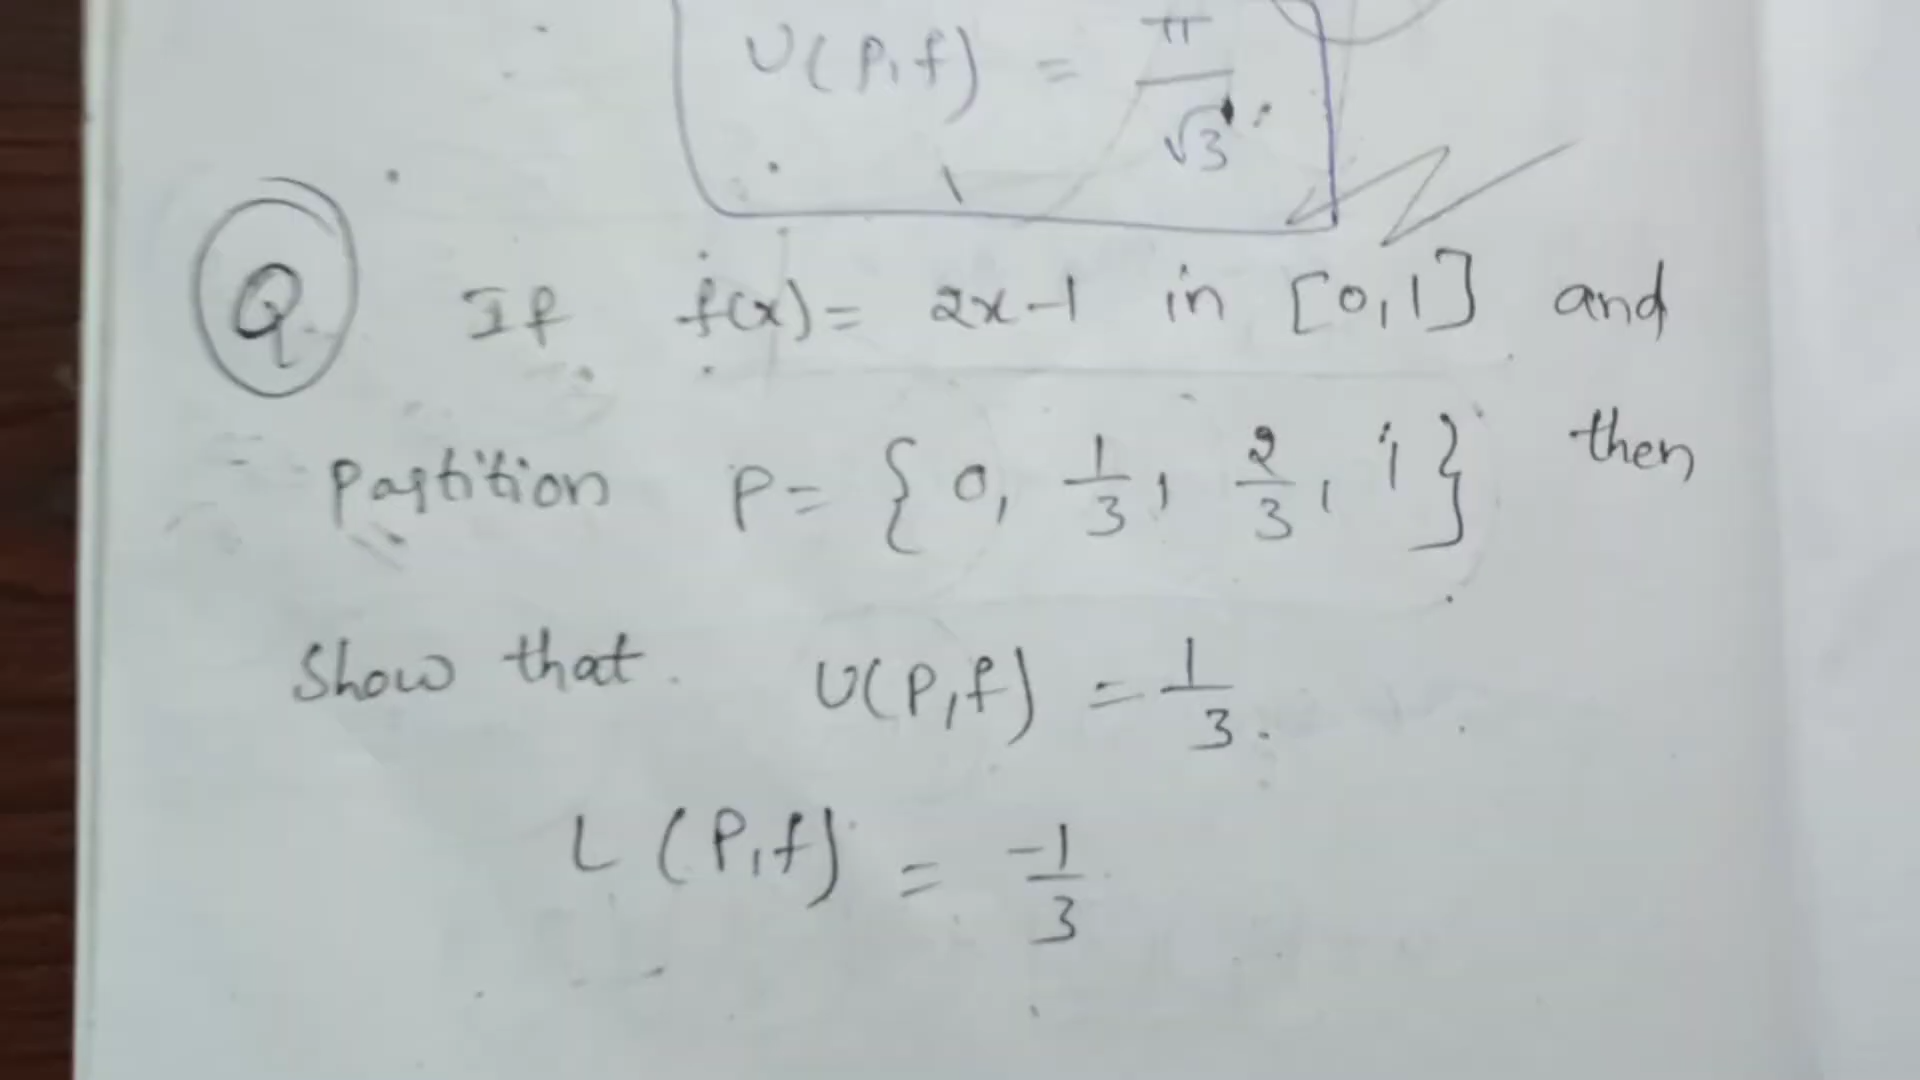 U(P,f) = π/√3.
Q If f(x) = 2x-1 in [0,1] and
Partition P = { 0, 1/3, 2/3, 1 } then
Show that. U(P,f) = 1/3.
L (P,f) = -1/3